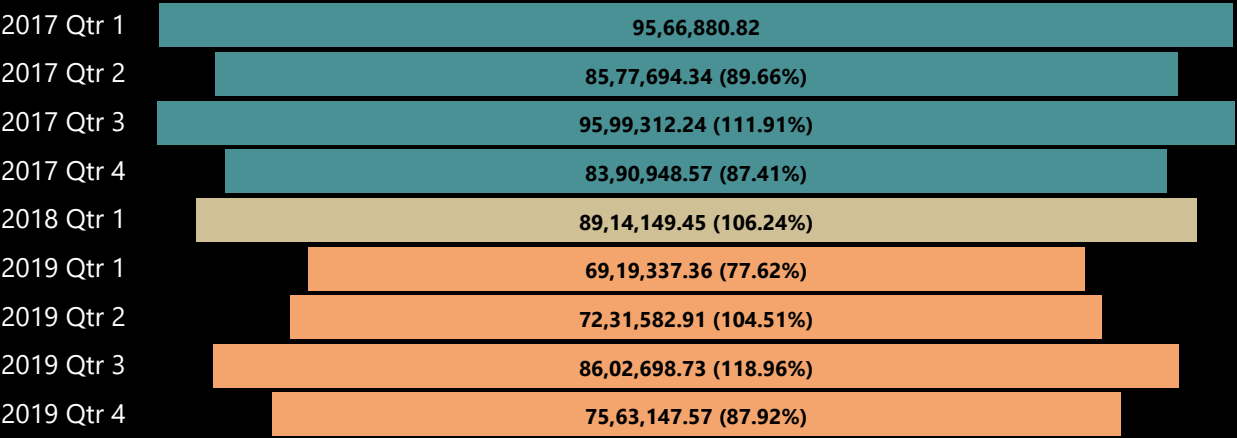 2017 Qtr 1 95,66,880.82
2017 Qtr 2 85,77,694.34 (89.66%)
2017 Qtr 3 95,99,312.24 (111.91%)
2017 Qtr 4 83,90,948.57 (87.41%)
2018 Qtr 1 89,14,149.45 (106.24%)
2019 Qtr 1 69,19,337.36 (77.62%)
2019 Qtr 2 72,31,582.91 (104.51%)
2019 Qtr 3 86,02,698.73 (118.96%)
2019 Qtr 4 75,63,147.57 (87.92%)